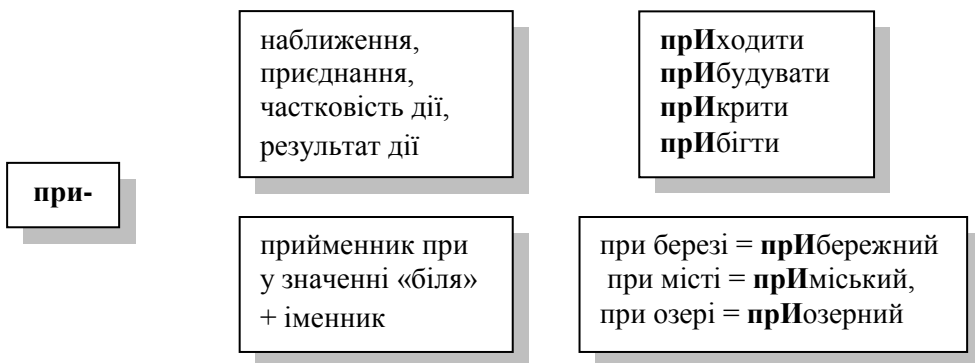 наближення,
приєднання,
частковість дії,
результат дії
прИходити
прИбудувати
прИкрити
прИбігти
при-
прийменник при
у значенні «біля»
+ іменник
при березі = прИбережний
при місті = прИміський,
при озері = прИозерний